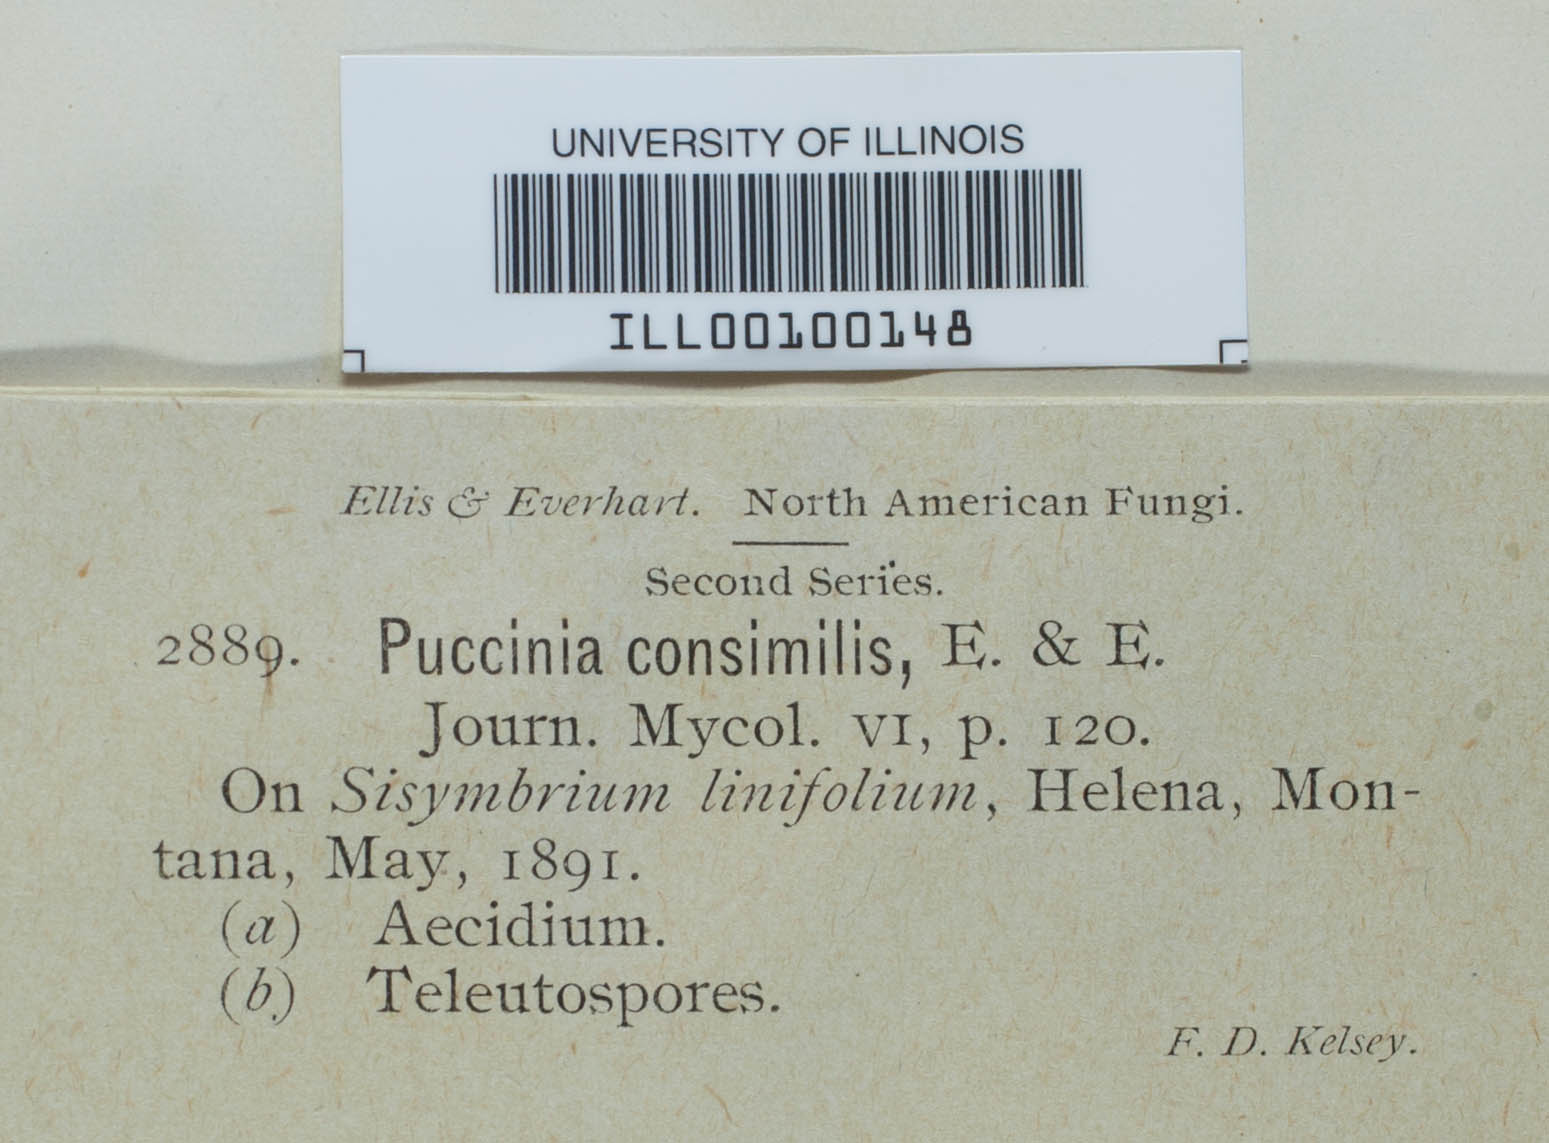 UNIVERSITY OF ILLINOIS
ILL00100148
Ellis & Everhart. North American Fungi.
Second Series.
2889. Puccinia consimilis, E. & E.
Journ. Mycol. VI, p. 120.
On Sisymbrium linifolium, Helena, Mon-
tana, May, 1891.
(a) Aecidium.
(b) Teleutospores.
F. D. Kelsey.